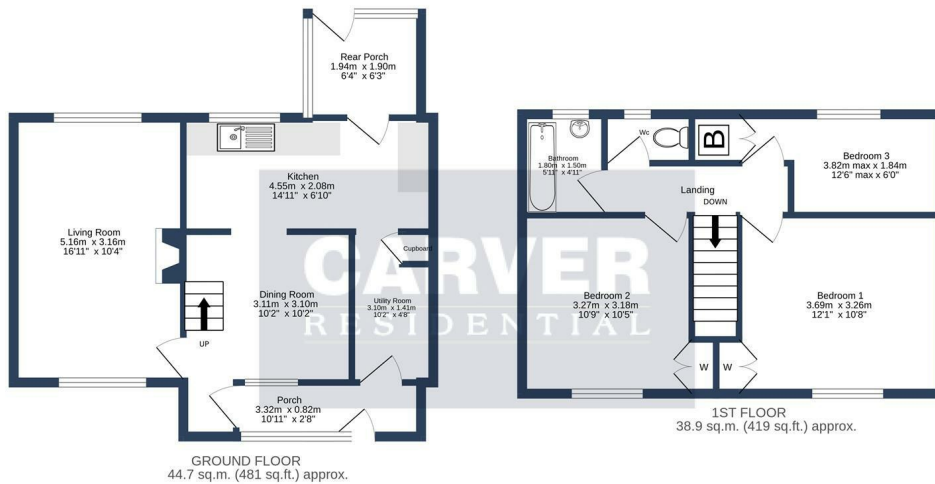 Rear Porch
1.94m x 1.90m
6'4" x 6'3"
Kitchen
4.55m x 2.08m
14'11" x 6'10"
Living Room
5.16m x 3.16m
16'11" x 10'4"
Cupboard
Dining Room
3.11m x 3.10m
10'2" x 10'2"
Utility Room
3.10m x 1.41m
10'2" x 4'8"
UP
Porch
3.32m x 0.82m
10'11" x 2'8"
GROUND FLOOR
44.7 sq.m. (481 sq.ft.) approx.
CARVER
RESIDENTIAL
Bathroom
1.80m x 1.50m
5'11" x 4'11"
Wc
B
Bedroom 3
3.82m max x 1.84m
12'6" max x 6'0"
Landing
DOWN
Bedroom 2
3.27m x 3.18m
10'9" x 10'5"
Bedroom 1
3.69m x 3.26m
12'1" x 10'8"
W
W
1ST FLOOR
38.9 sq.m. (419 sq.ft.) approx.